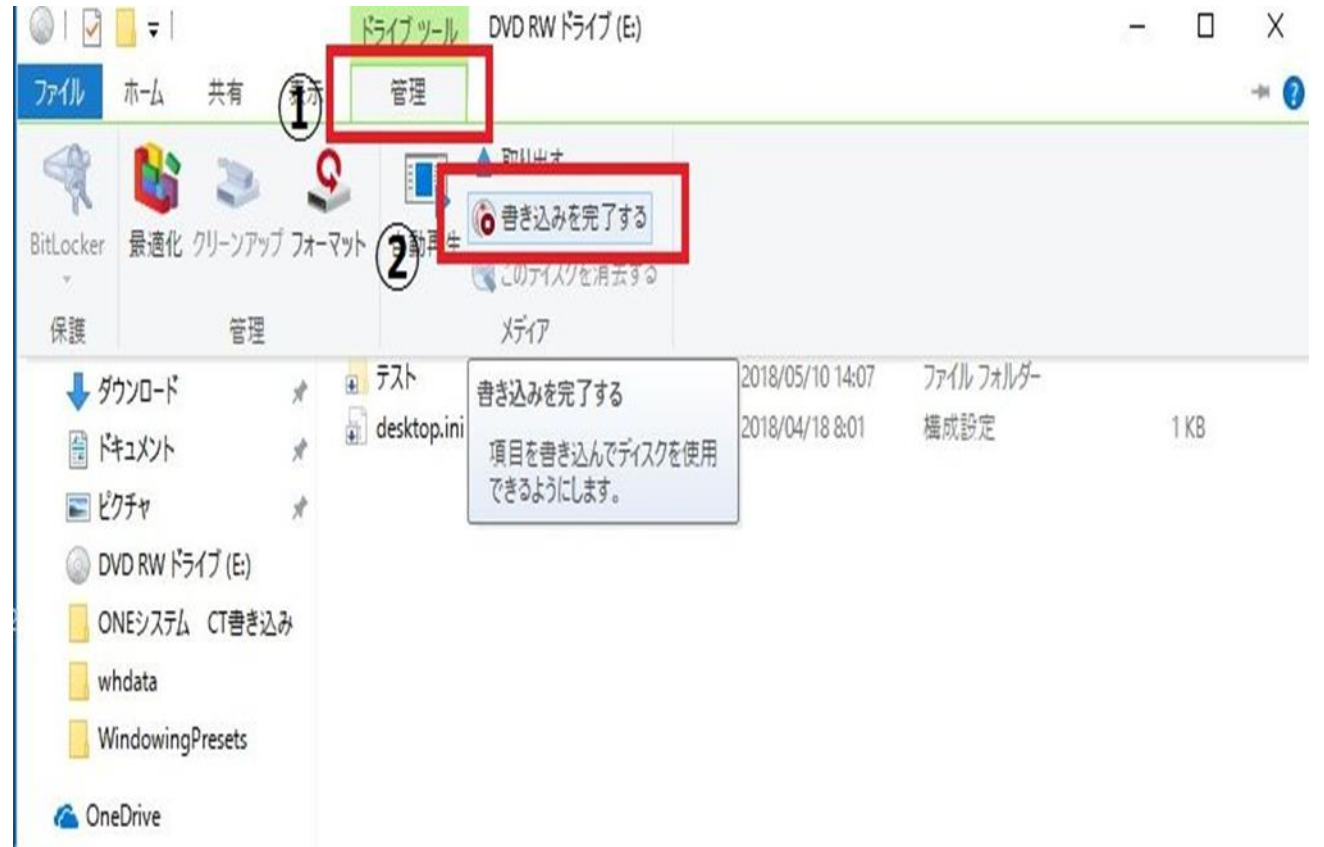 ドライブ ツール DVD RW ドライブ (E:)
ファイル ホーム 共有 表示 管理
①
取り出す
書き込みを完了する
BitLocker 最適化 クリーンアップ フォーマット 自動再生
②
このディスクを消去する
保護 管理 メディア
ダウンロード
ドキュメント
ピクチャ
DVD RW ドライブ (E:)
ONEシステム CT書き込み
whdata
WindowingPresets
OneDrive
テスト 2018/05/10 14:07 ファイル フォルダー
desktop.ini 2018/04/18 8:01 構成設定 1 KB
書き込みを完了する
項目を書き込んでディスクを使用
できるようにします。